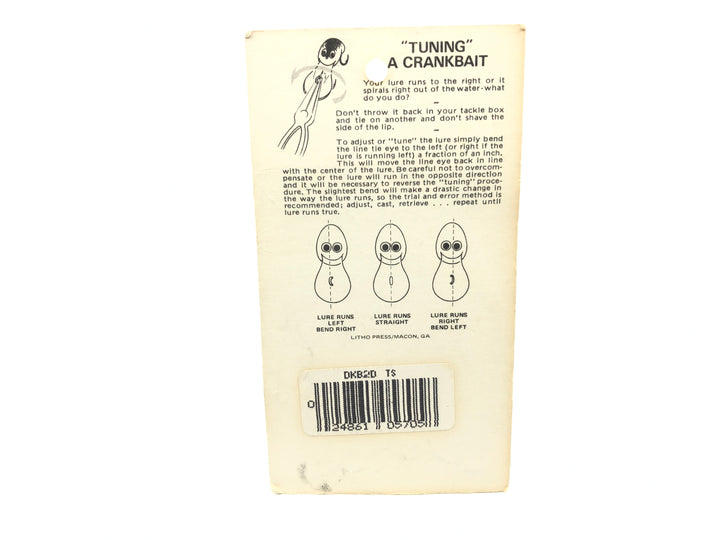 "TUNING"
A CRANKBAIT
Your lure runs to the right or it
spirals right out of the water-what
do you do?
Don't throw it back in your tackle box
and tie on another and don't shave the
side of the lip.
To adjust or "tune" the lure simply bend
the line tie eye to the left (or right if the
lure is running left) a fraction of an inch.
This will move the line eye back in line
with the center of the lure. Be careful not to overcom-
pensate or the lure will run in the opposite direction
and it will be necessary to reverse the "tuning" proce-
dure. The slightest bend will make a drastic change in
the way the lure runs, so the trial and error method is
recommended; adjust, cast, retrieve . . . repeat until
lure runs true.
LURE RUNS
LEFT
BEND RIGHT
LURE RUNS
STRAIGHT
LURE RUNS
RIGHT
BEND LEFT
LITHO PRESS/MACON, GA
DKB2D T$
0 24861 05705